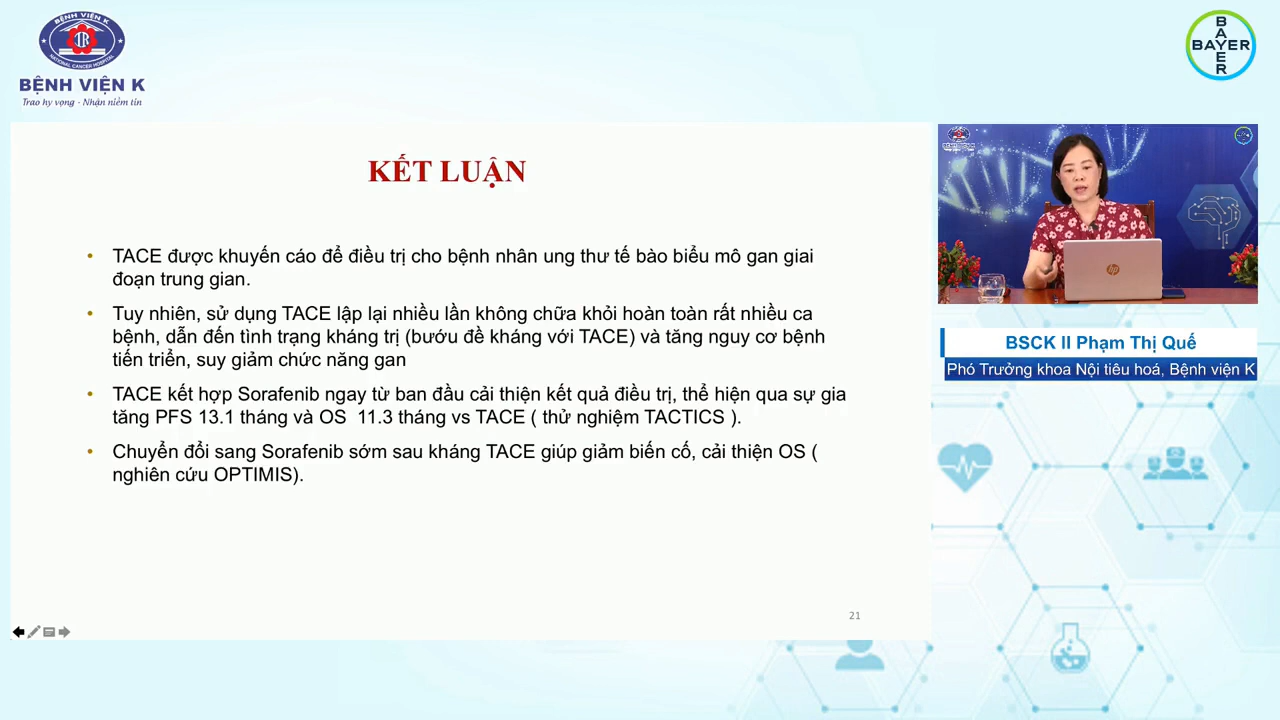 BỆNH VIỆN K
NATIONAL CANCER HOSPITAL
BỆNH VIỆN K
Trao hy vọng - Nhận niềm tin
BAYER
BAYER
KẾT LUẬN
• TACE được khuyến cáo để điều trị cho bệnh nhân ung thư tế bào biểu mô gan giai
đoạn trung gian.
• Tuy nhiên, sử dụng TACE lập lại nhiều lần không chữa khỏi hoàn toàn rất nhiều ca
bệnh, dẫn đến tình trạng kháng trị (bướu đề kháng với TACE) và tăng nguy cơ bệnh
tiến triển, suy giảm chức năng gan
• TACE kết hợp Sorafenib ngay từ ban đầu cải thiện kết quả điều trị, thể hiện qua sự gia
tăng PFS 13.1 tháng và OS 11.3 tháng vs TACE ( thử nghiệm TACTICS ).
• Chuyển đổi sang Sorafenib sớm sau kháng TACE giúp giảm biến cố, cải thiện OS (
nghiên cứu OPTIMIS).
21
hp
BSCK II Phạm Thị Quế
Phó Trưởng khoa Nội tiêu hoá, Bệnh viện K